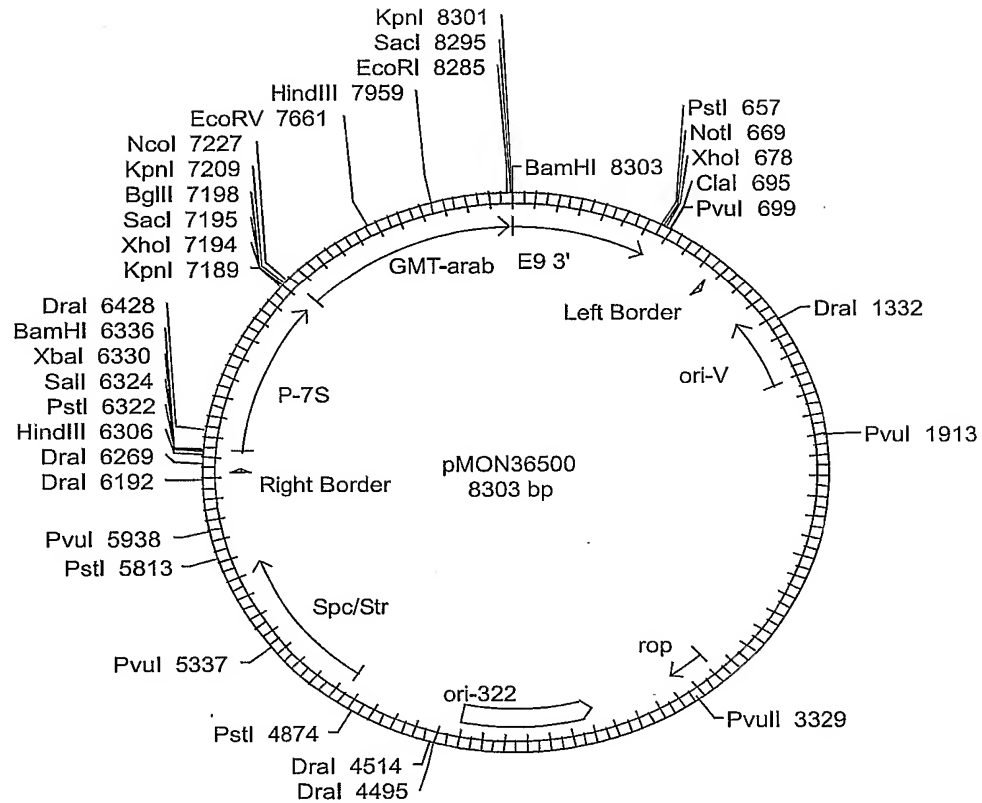 KpnI 8301
SacI 8295
EcoRI 8285
HindIII 7959
EcoRV 7661
NcoI 7227
KpnI 7209
BglII 7198
SacI 7195
XhoI 7194
KpnI 7189
DraI 6428
BamHI 6336
XbaI 6330
SalI 6324
PstI 6322
HindIII 6306
DraI 6269
DraI 6192
PvuI 5938
PstI 5813
PvuI 5337
PstI 4874
DraI 4514
DraI 4495
PstI 657
NotI 669
XhoI 678
ClaI 695
PvuI 699
BamHI 8303
DraI 1332
PvuI 1913
PvuII 3329
GMT-arab
E9 3'
Left Border
ori-V
P-7S
Right Border
pMON36500
8303 bp
Spc/Str
rop
ori-322